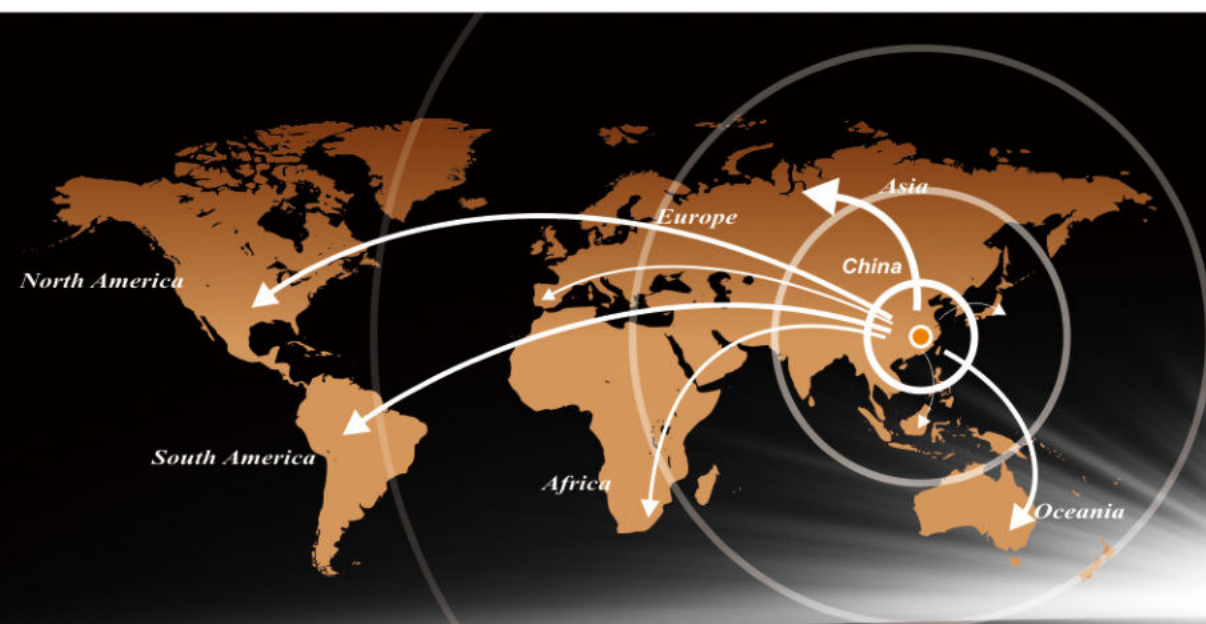 Asia
Europe
China
North America
South America
Africa
Oceania